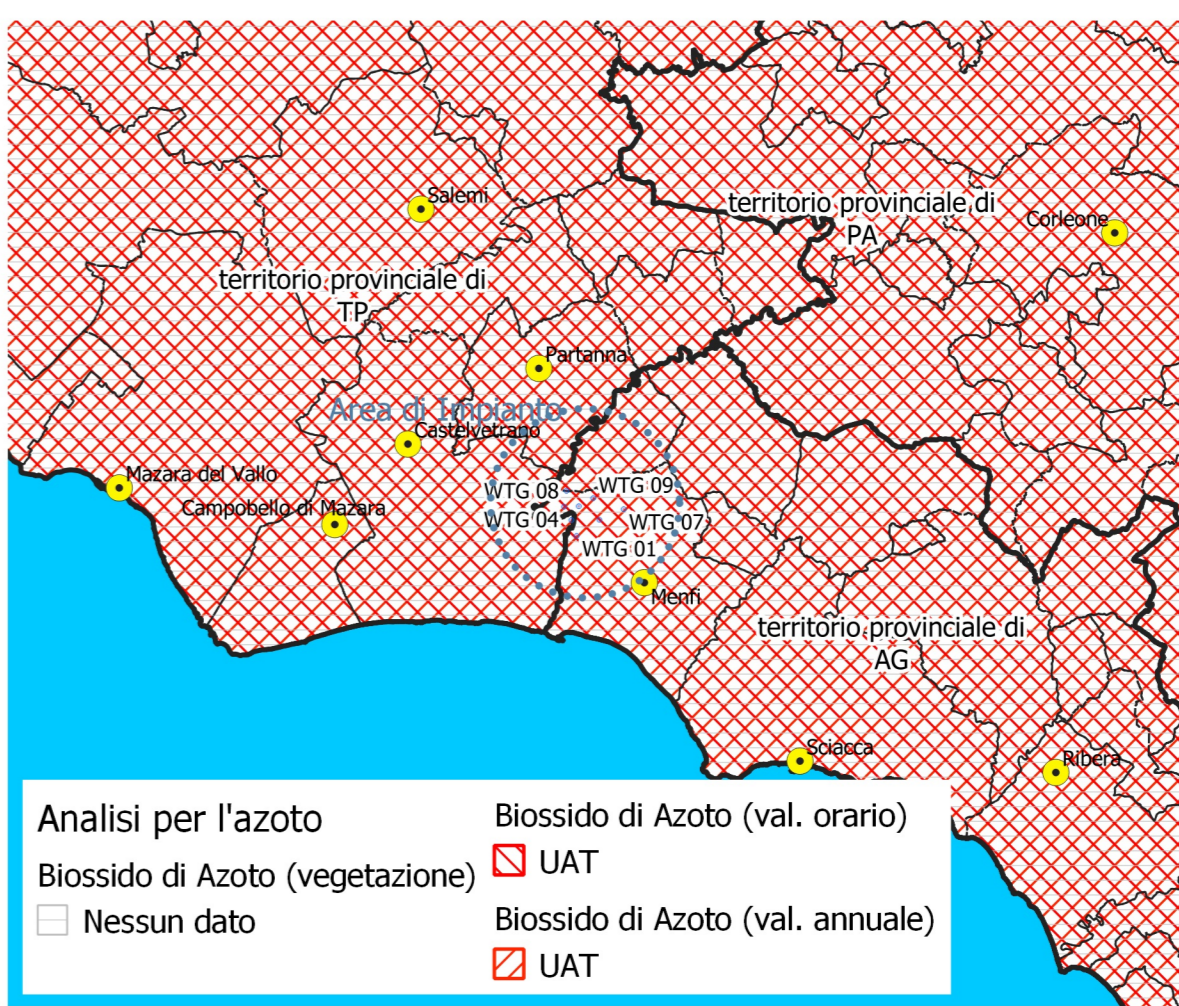 Salemi
territorio provinciale di
PA
Corleone
territorio provinciale di
TP
Partanna
Area di Impianto
Castelvetrano
Mazara del Vallo
Campobello di Mazara
WTG 08
WTG 09
WTG 04
WTG 07
WTG 01
Menfi
territorio provinciale di
AG
Sciacca
Ribera
Analisi per l'azoto
Biossido di Azoto (vegetazione)
Nessun dato
Biossido di Azoto (val. orario)
UAT
Biossido di Azoto (val. annuale)
UAT